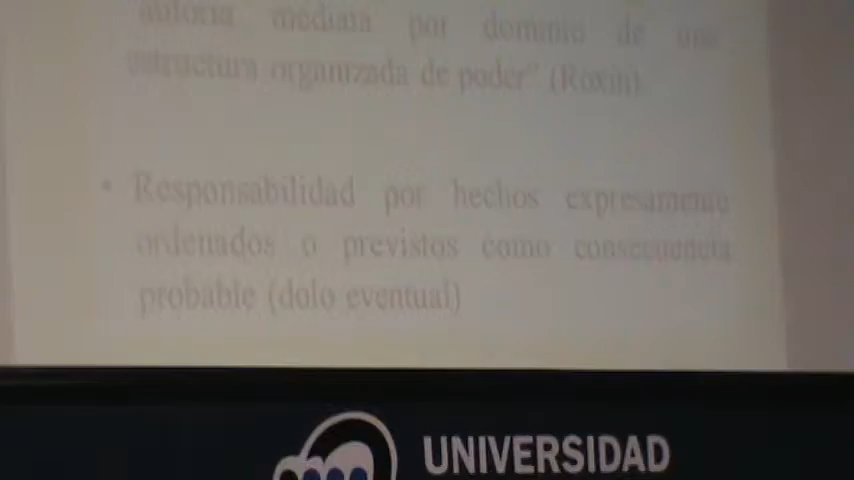 autoría mediata por dominio de una
estructura organizada de poder" (Roxin)
• Responsabilidad por hechos expresamente
ordenados o previstos como consecuencia
probable (dolo eventual)
UNIVERSIDAD